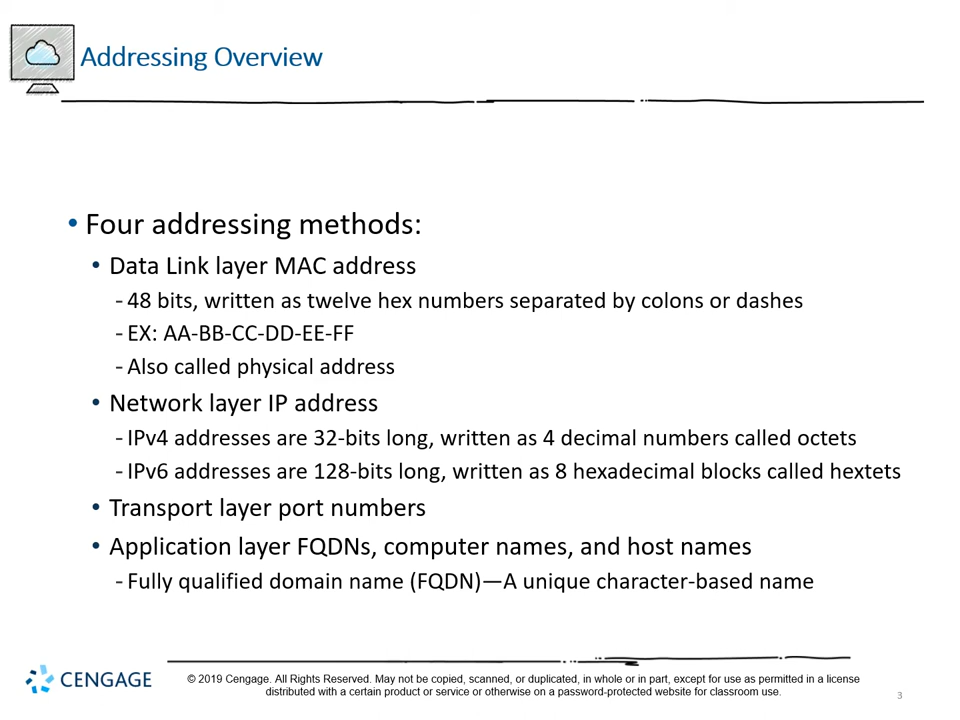 Addressing Overview
• Four addressing methods:
• Data Link layer MAC address
- 48 bits, written as twelve hex numbers separated by colons or dashes
- EX: AA-BB-CC-DD-EE-FF
- Also called physical address
• Network layer IP address
- IPv4 addresses are 32-bits long, written as 4 decimal numbers called octets
- IPv6 addresses are 128-bits long, written as 8 hexadecimal blocks called hextets
• Transport layer port numbers
• Application layer FQDNs, computer names, and host names
- Fully qualified domain name (FQDN)—A unique character-based name
CENGAGE
© 2019 Cengage. All Rights Reserved. May not be copied, scanned, or duplicated, in whole or in part, except for use as permitted in a license
distributed with a certain product or service or otherwise on a password-protected website for classroom use.
3